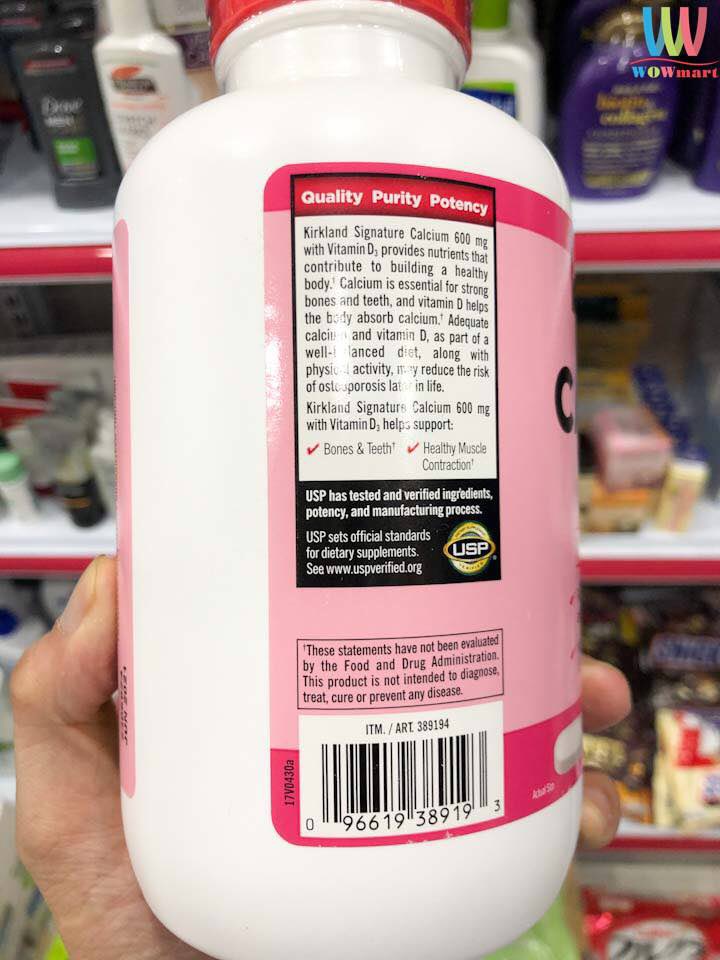 WOWmart
Dove
Quality Purity Potency
Kirkland Signature Calcium 600 mg
with Vitamin D₃ provides nutrients that
contribute to building a healthy
body.† Calcium is essential for strong
bones and teeth, and vitamin D helps
the body absorb calcium.† Adequate
calcium and vitamin D, as part of a
well-balanced diet, along with
physical activity, may reduce the risk
of osteoporosis later in life.
Kirkland Signature Calcium 600 mg
with Vitamin D₃ helps support:
✓ Bones & Teeth† ✓ Healthy Muscle
Contraction†
USP has tested and verified ingredients,
potency, and manufacturing process.
USP sets official standards
for dietary supplements.
See www.uspverified.org
USP
VERIFIED
†These statements have not been evaluated
by the Food and Drug Administration.
This product is not intended to diagnose,
treat, cure or prevent any disease.
ITM. / ART. 389194
17V0430a
0 96619 38919 3
C
Actual Size